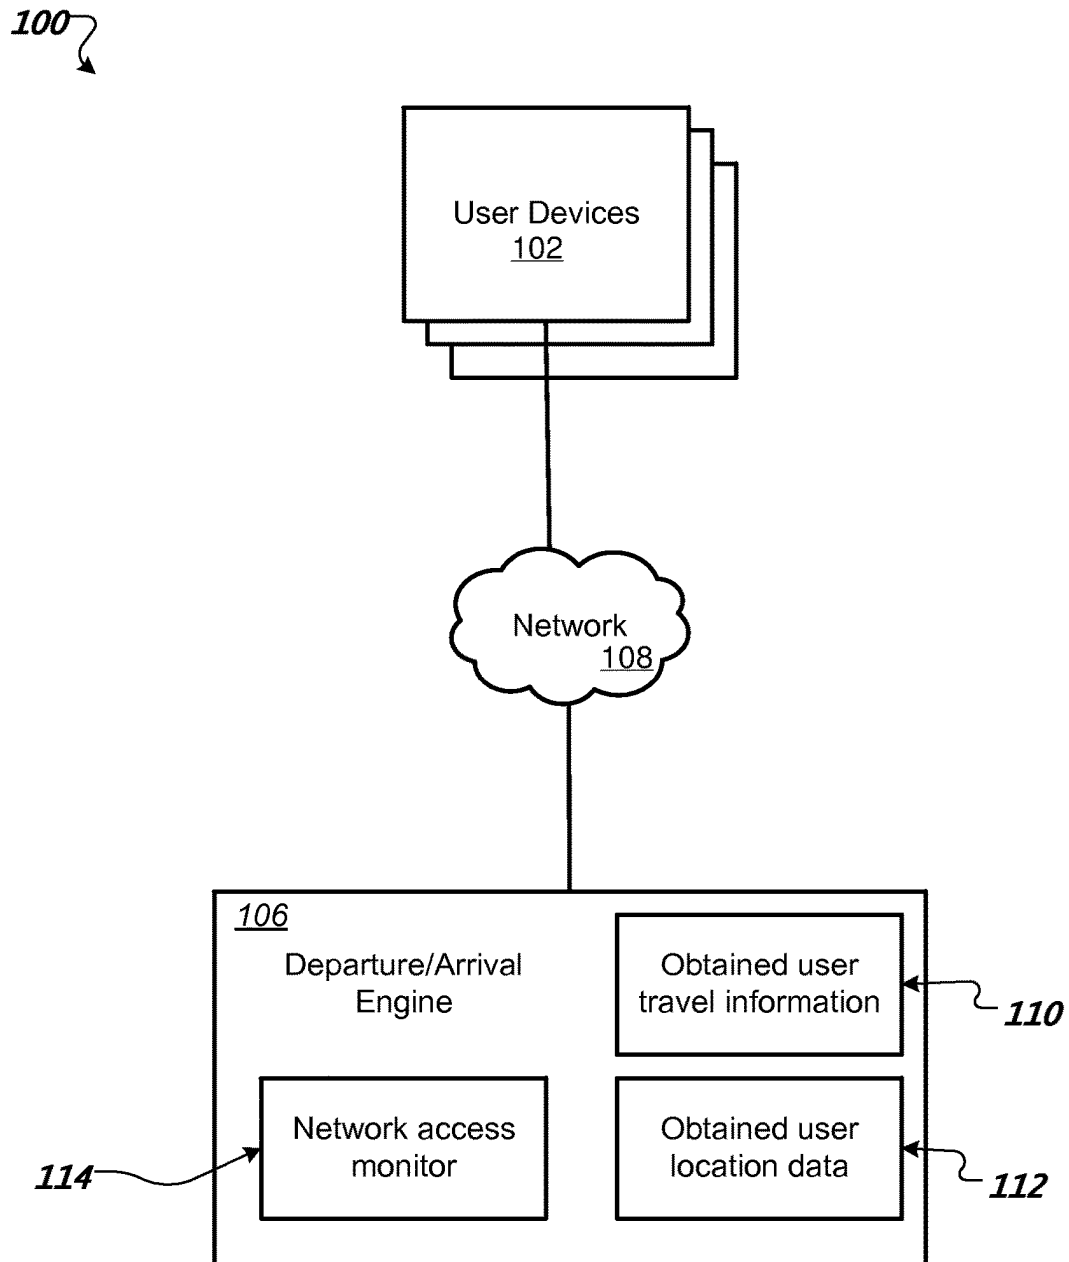 100
User Devices
102
Network
108
106
Departure/Arrival
Engine
Obtained user
travel information
110
Network access
monitor
114
Obtained user
location data
112